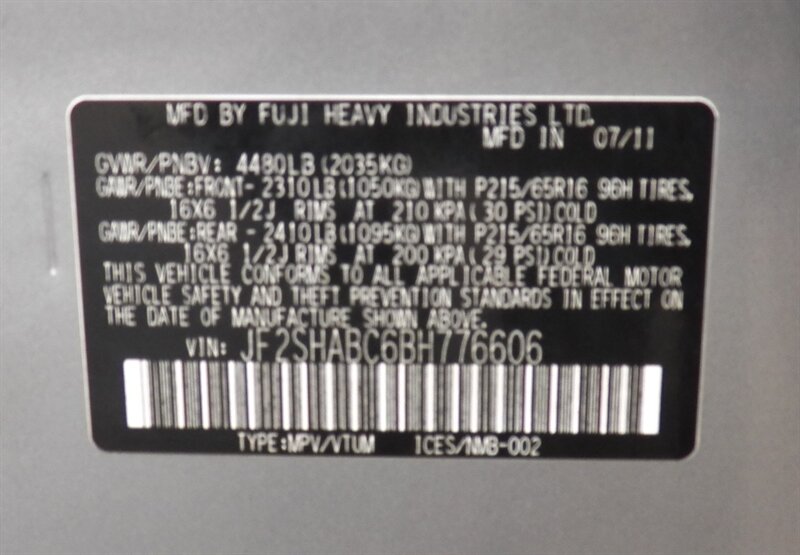 MFD BY FUJI HEAVY INDUSTRIES LTD.
MFD IN 07/11
GVWR/PNBV: 4480LB(2035KG)
GAWR/PNBE:FRONT- 2310LB(1050KG)WITH P215/65R16 96H TIRES.
16X6 1/2J RIMS AT 210 KPA(30 PSI)COLD
GAWR/PNBE:REAR - 2410LB(1095KG)WITH P215/65R16 96H TIRES.
16X6 1/2J RIMS AT 200 KPA(29 PSI)COLD
THIS VEHICLE CONFORMS TO ALL APPLICABLE FEDERAL MOTOR
VEHICLE SAFETY AND THEFT PREVENTION STANDARDS IN EFFECT ON
THE DATE OF MANUFACTURE SHOWN ABOVE.
VIN: JF2SHABC6BH776606
TYPE:MPV/VTUM ICES/NMB-002